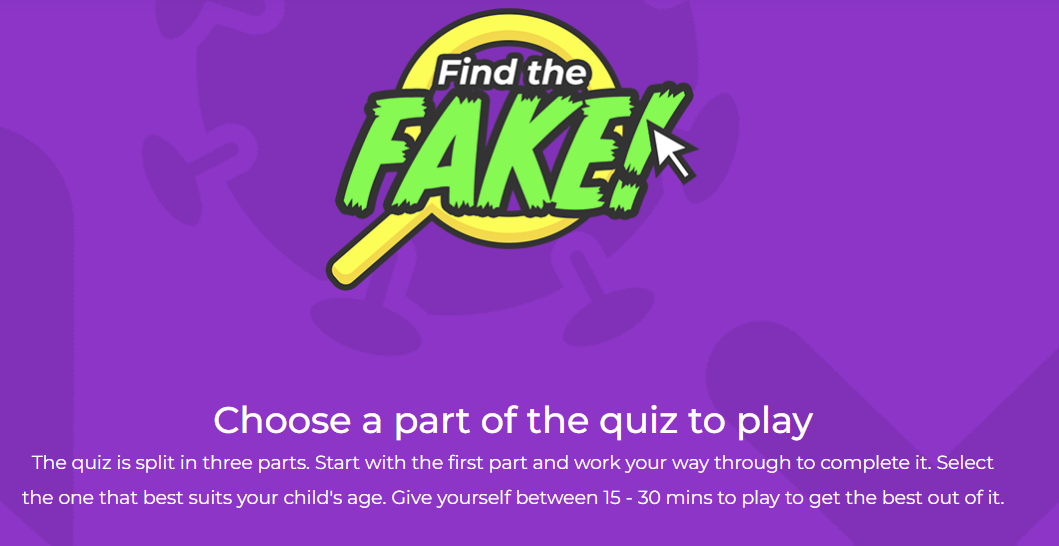 Find the
FAKE!
Choose a part of the quiz to play
The quiz is split in three parts. Start with the first part and work your way through to complete it. Select
the one that best suits your child's age. Give yourself between 15 - 30 mins to play to get the best out of it.